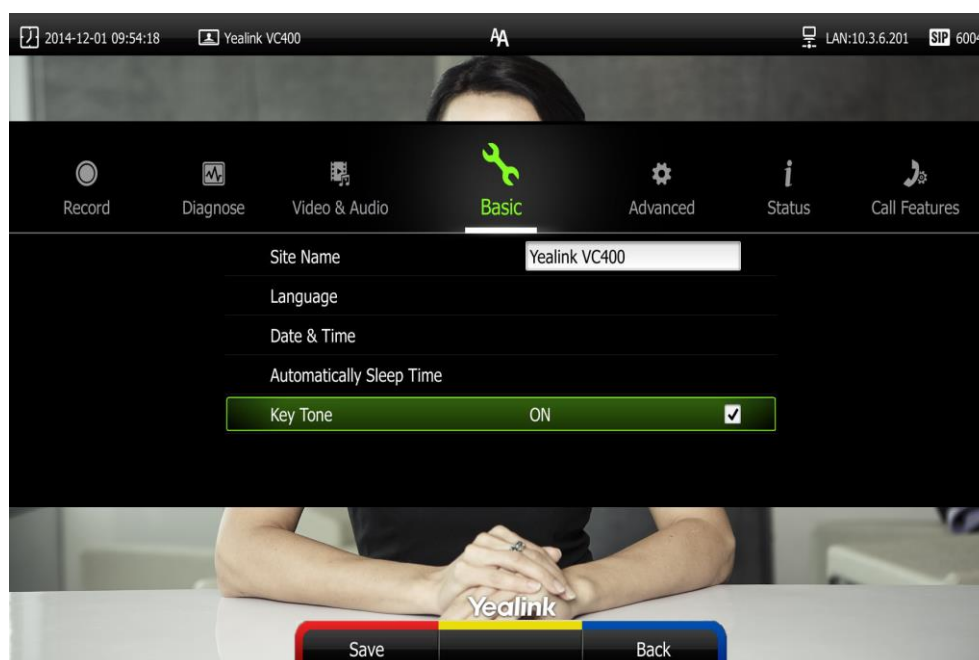 2014-12-01 09:54:18 Yealink VC400 AA LAN:10.3.6.201 SIP 6004
Record Diagnose Video & Audio Basic Advanced Status Call Features
Site Name Yealink VC400
Language
Date & Time
Automatically Sleep Time
Key Tone ON
Yealink
Save Back